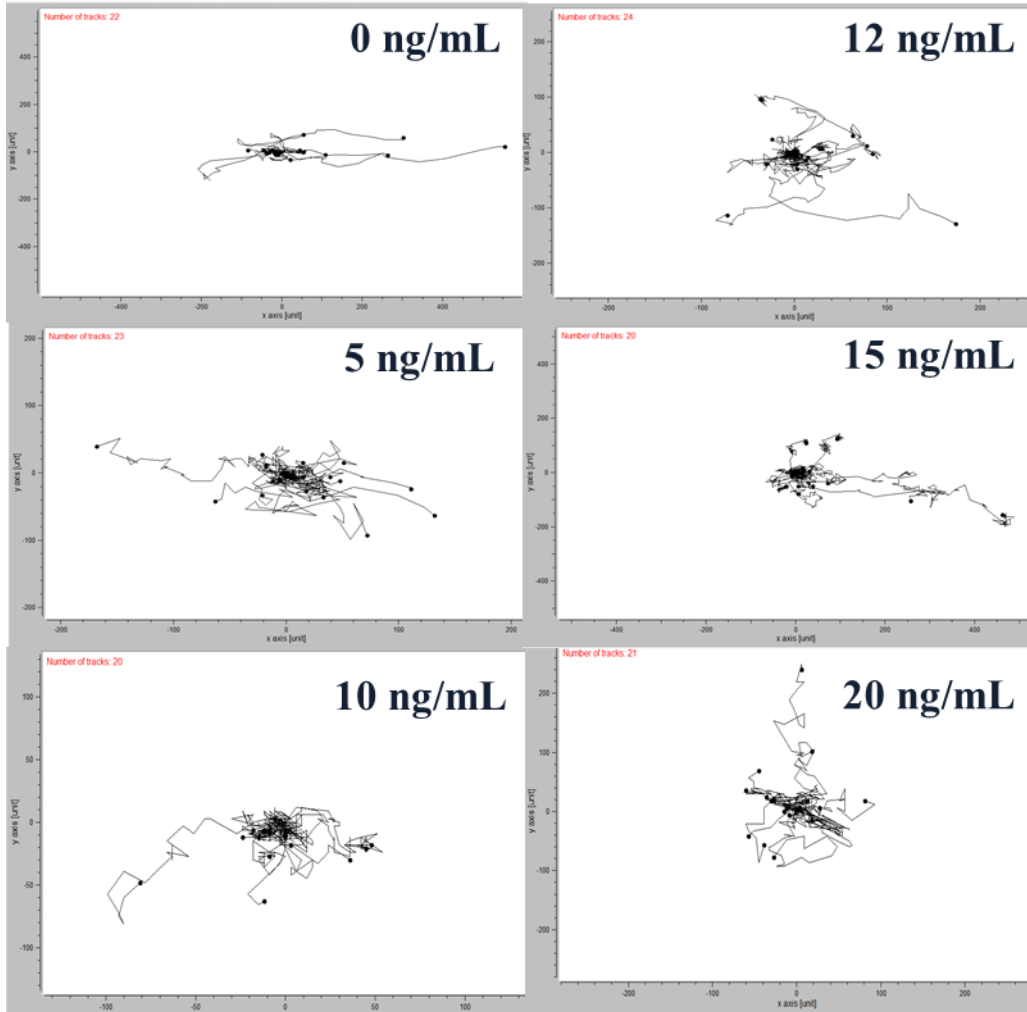 Number of tracks: 22
0 ng/mL
400
200
0
-200
-400
y axis [unit]
-400
-200
0
200
400
x axis [unit]
Number of tracks: 24
12 ng/mL
200
100
0
-100
-200
y axis [unit]
-200
-100
0
100
200
x axis [unit]
Number of tracks: 23
5 ng/mL
200
100
0
-100
-200
y axis [unit]
-200
-100
0
100
200
x axis [unit]
Number of tracks: 20
15 ng/mL
400
200
0
-200
-400
y axis [unit]
-400
-200
0
200
400
x axis [unit]
Number of tracks: 20
10 ng/mL
100
50
0
-50
-100
y axis [unit]
-100
-50
0
50
100
x axis [unit]
Number of tracks: 21
20 ng/mL
200
100
0
-100
-200
y axis [unit]
-200
-100
0
100
200
x axis [unit]